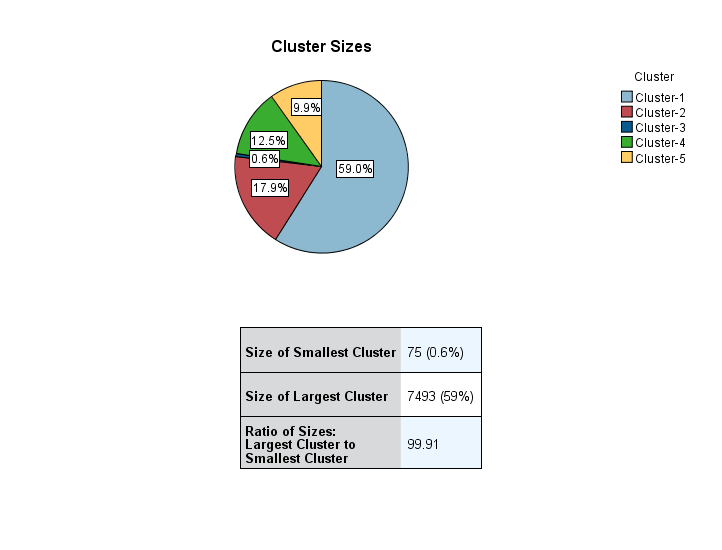 Cluster Sizes
Cluster
Cluster-1
Cluster-2
Cluster-3
Cluster-4
Cluster-5
9.9%
12.5%
0.6%
59.0%
17.9%
Size of Smallest Cluster 75 (0.6%)
Size of Largest Cluster 7493 (59%)
Ratio of Sizes:
Largest Cluster to
Smallest Cluster
99.91